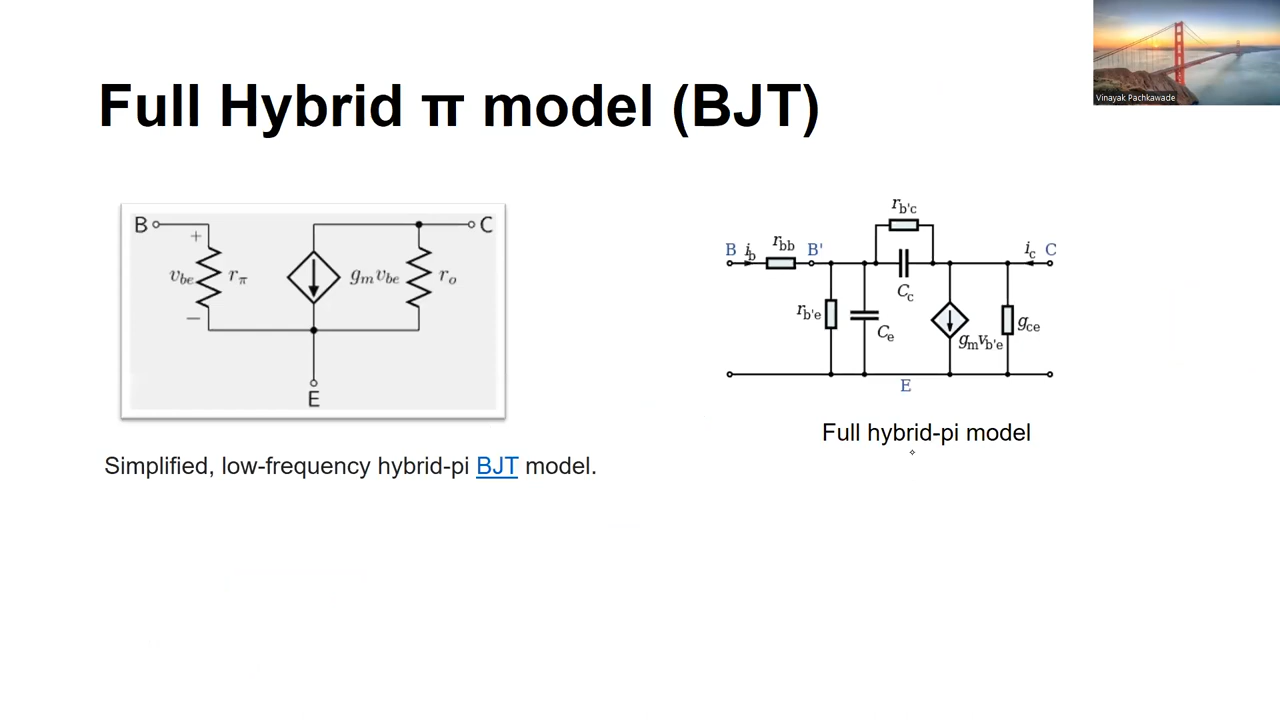 Vinayak Pachkawade
Full Hybrid π model (BJT)
B
+
v_be
r_π
−
g_m v_be
r_o
C
E
r_b'c
B
i_b
r_bb
B'
C_c
i_c
C
r_b'e
C_e
g_m v_b'e
g_ce
E
Full hybrid-pi model
Simplified, low-frequency hybrid-pi BJT model.